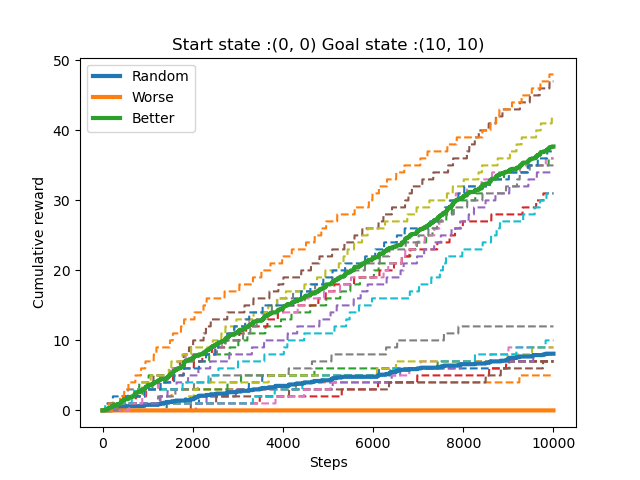 Start state :(0, 0) Goal state :(10, 10)
Cumulative reward
50
40
30
20
10
0
Random
Worse
Better
0 2000 4000 6000 8000 10000
Steps